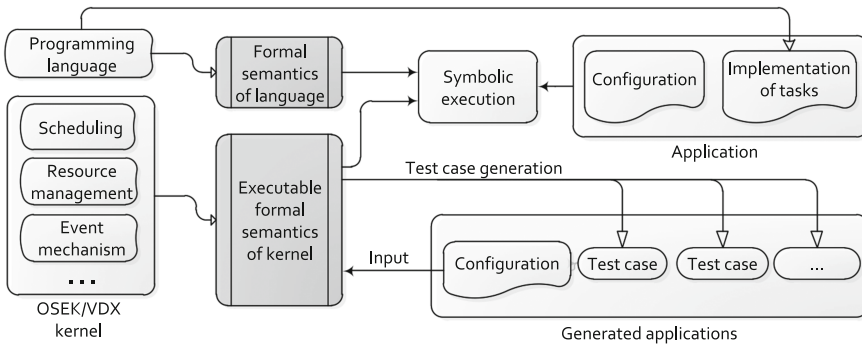 Programming
language
Formal
semantics
of language
Symbolic
execution
Configuration
Implementation
of tasks
Application
Scheduling
Resource
management
Event
mechanism
...
OSEK/VDX
kernel
Executable
formal
semantics
of kernel
Test case generation
Input
Configuration
Test case
Test case
...
Generated applications